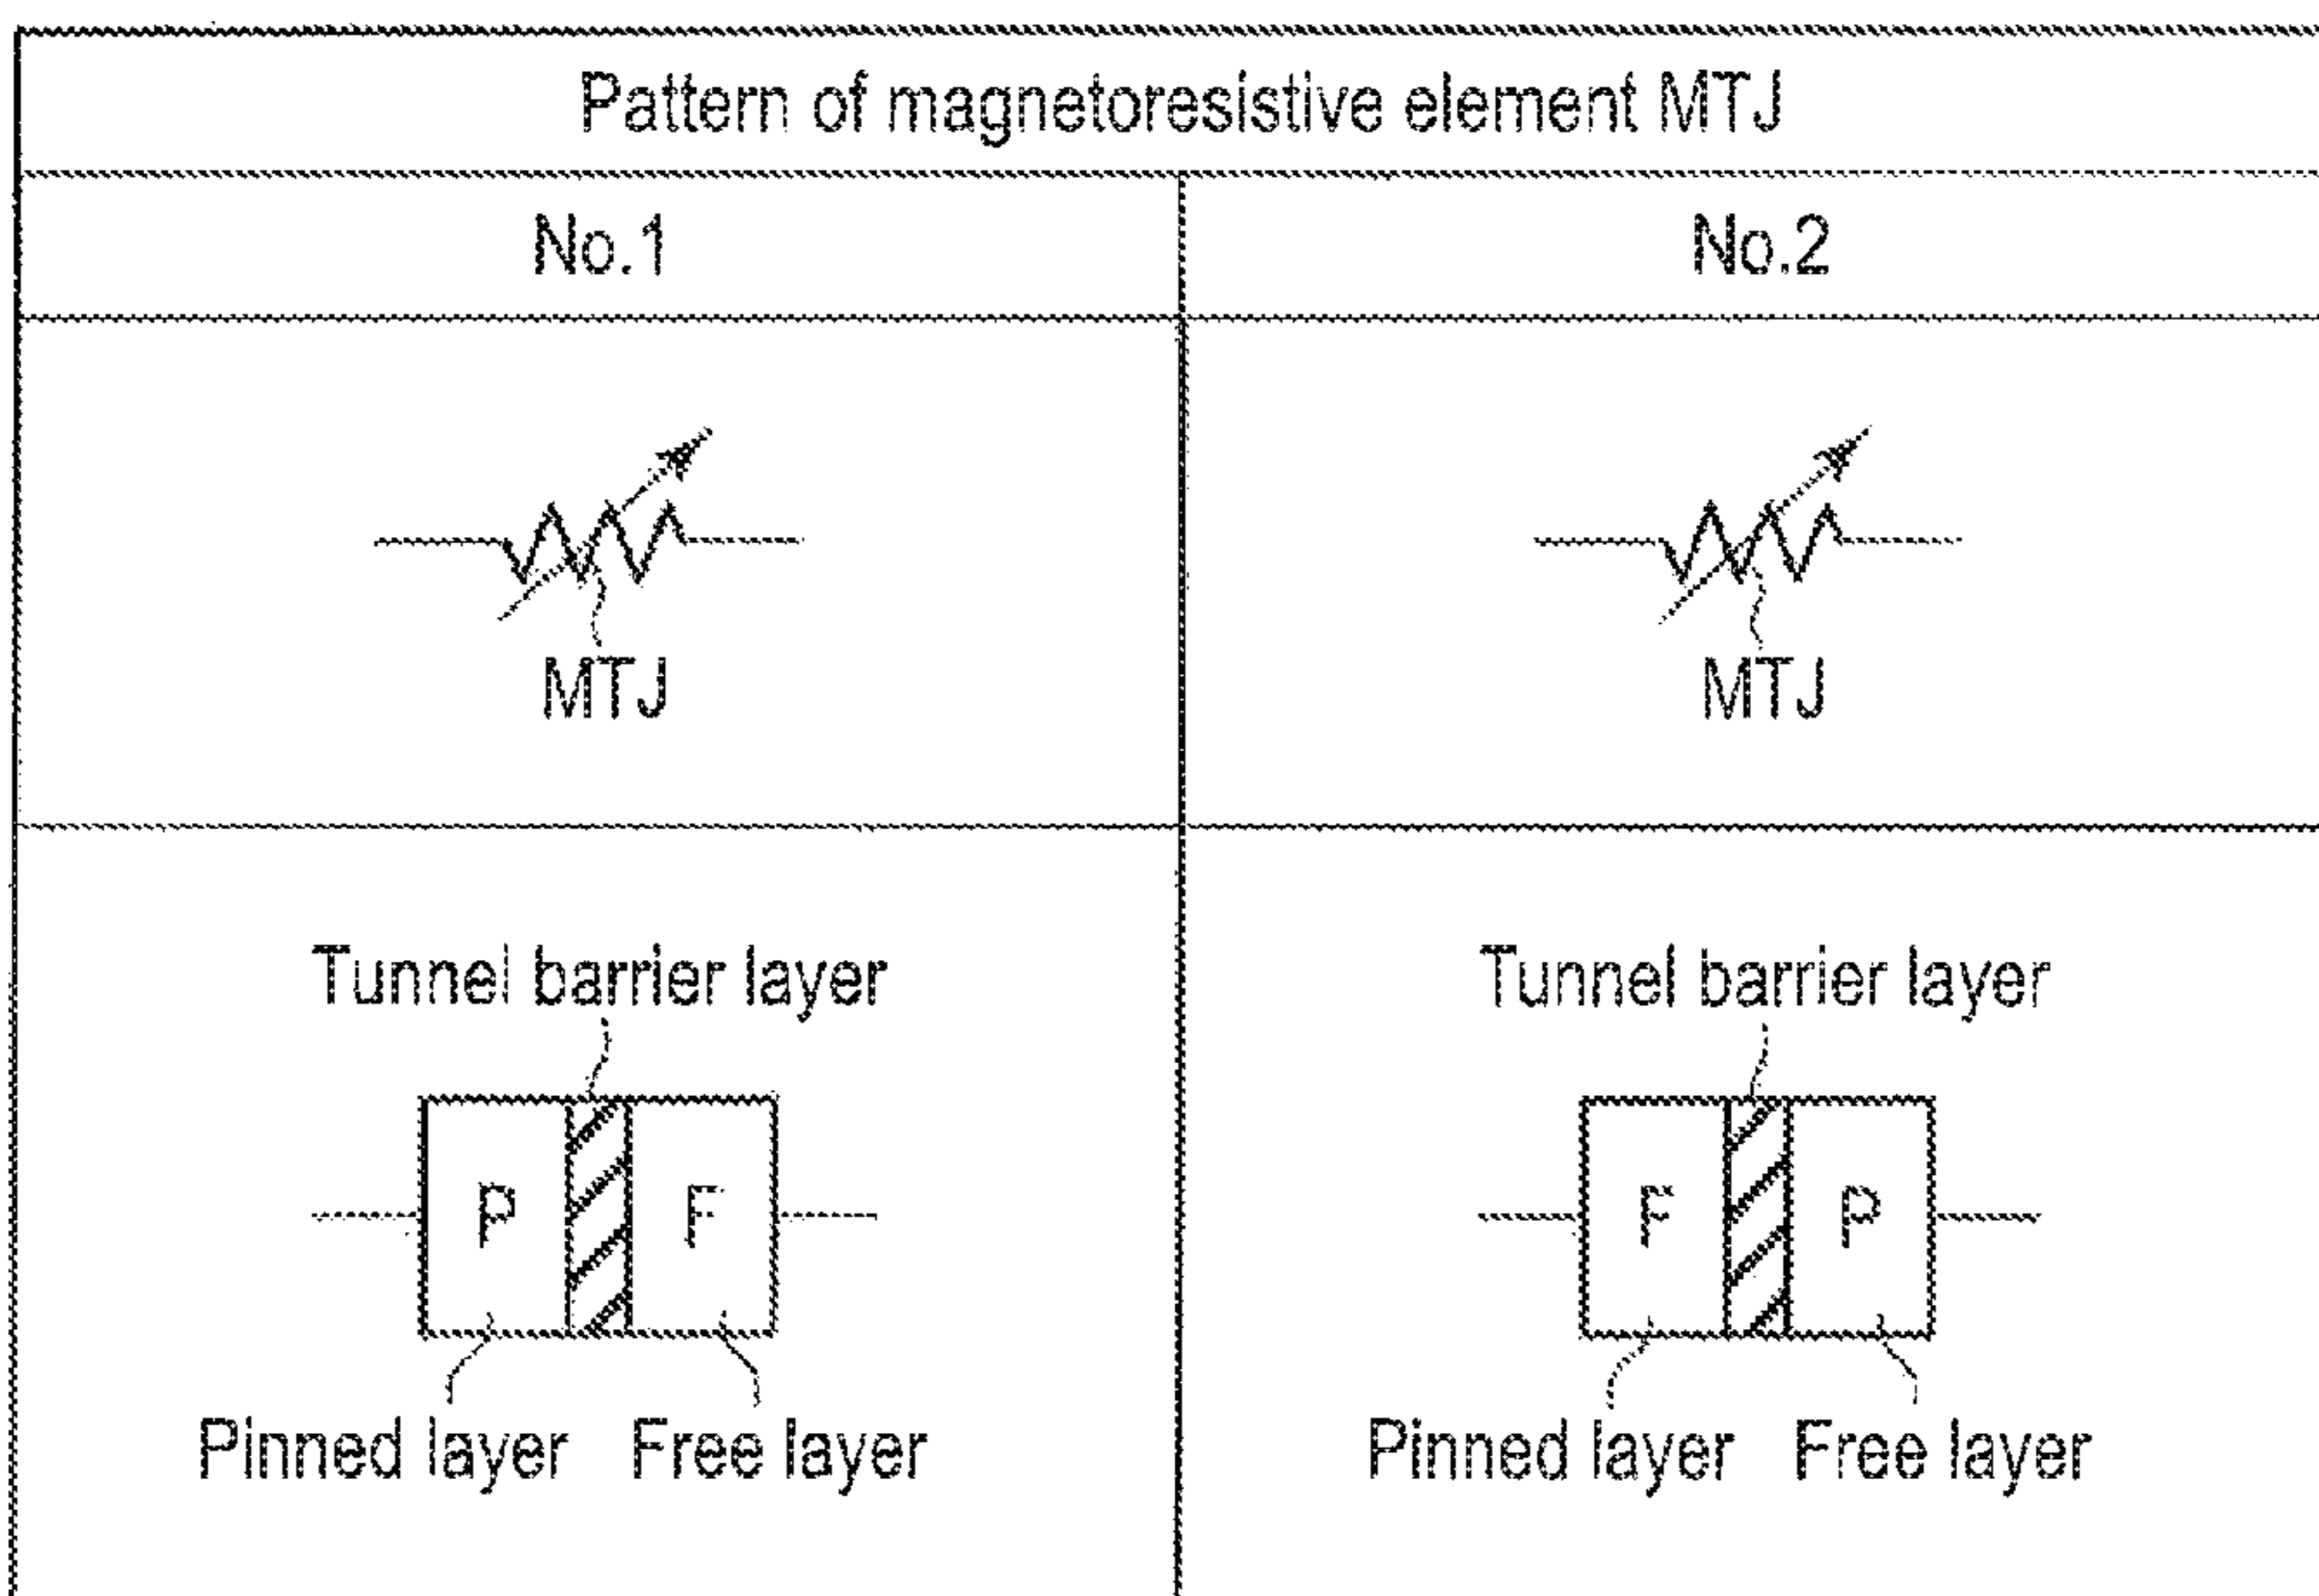 Pattern of magnetoresistive element MTJ
No.1
No.2
MTJ
MTJ
Tunnel barrier layer
Tunnel barrier layer
P F
F P
Pinned layer Free layer
Pinned layer Free layer